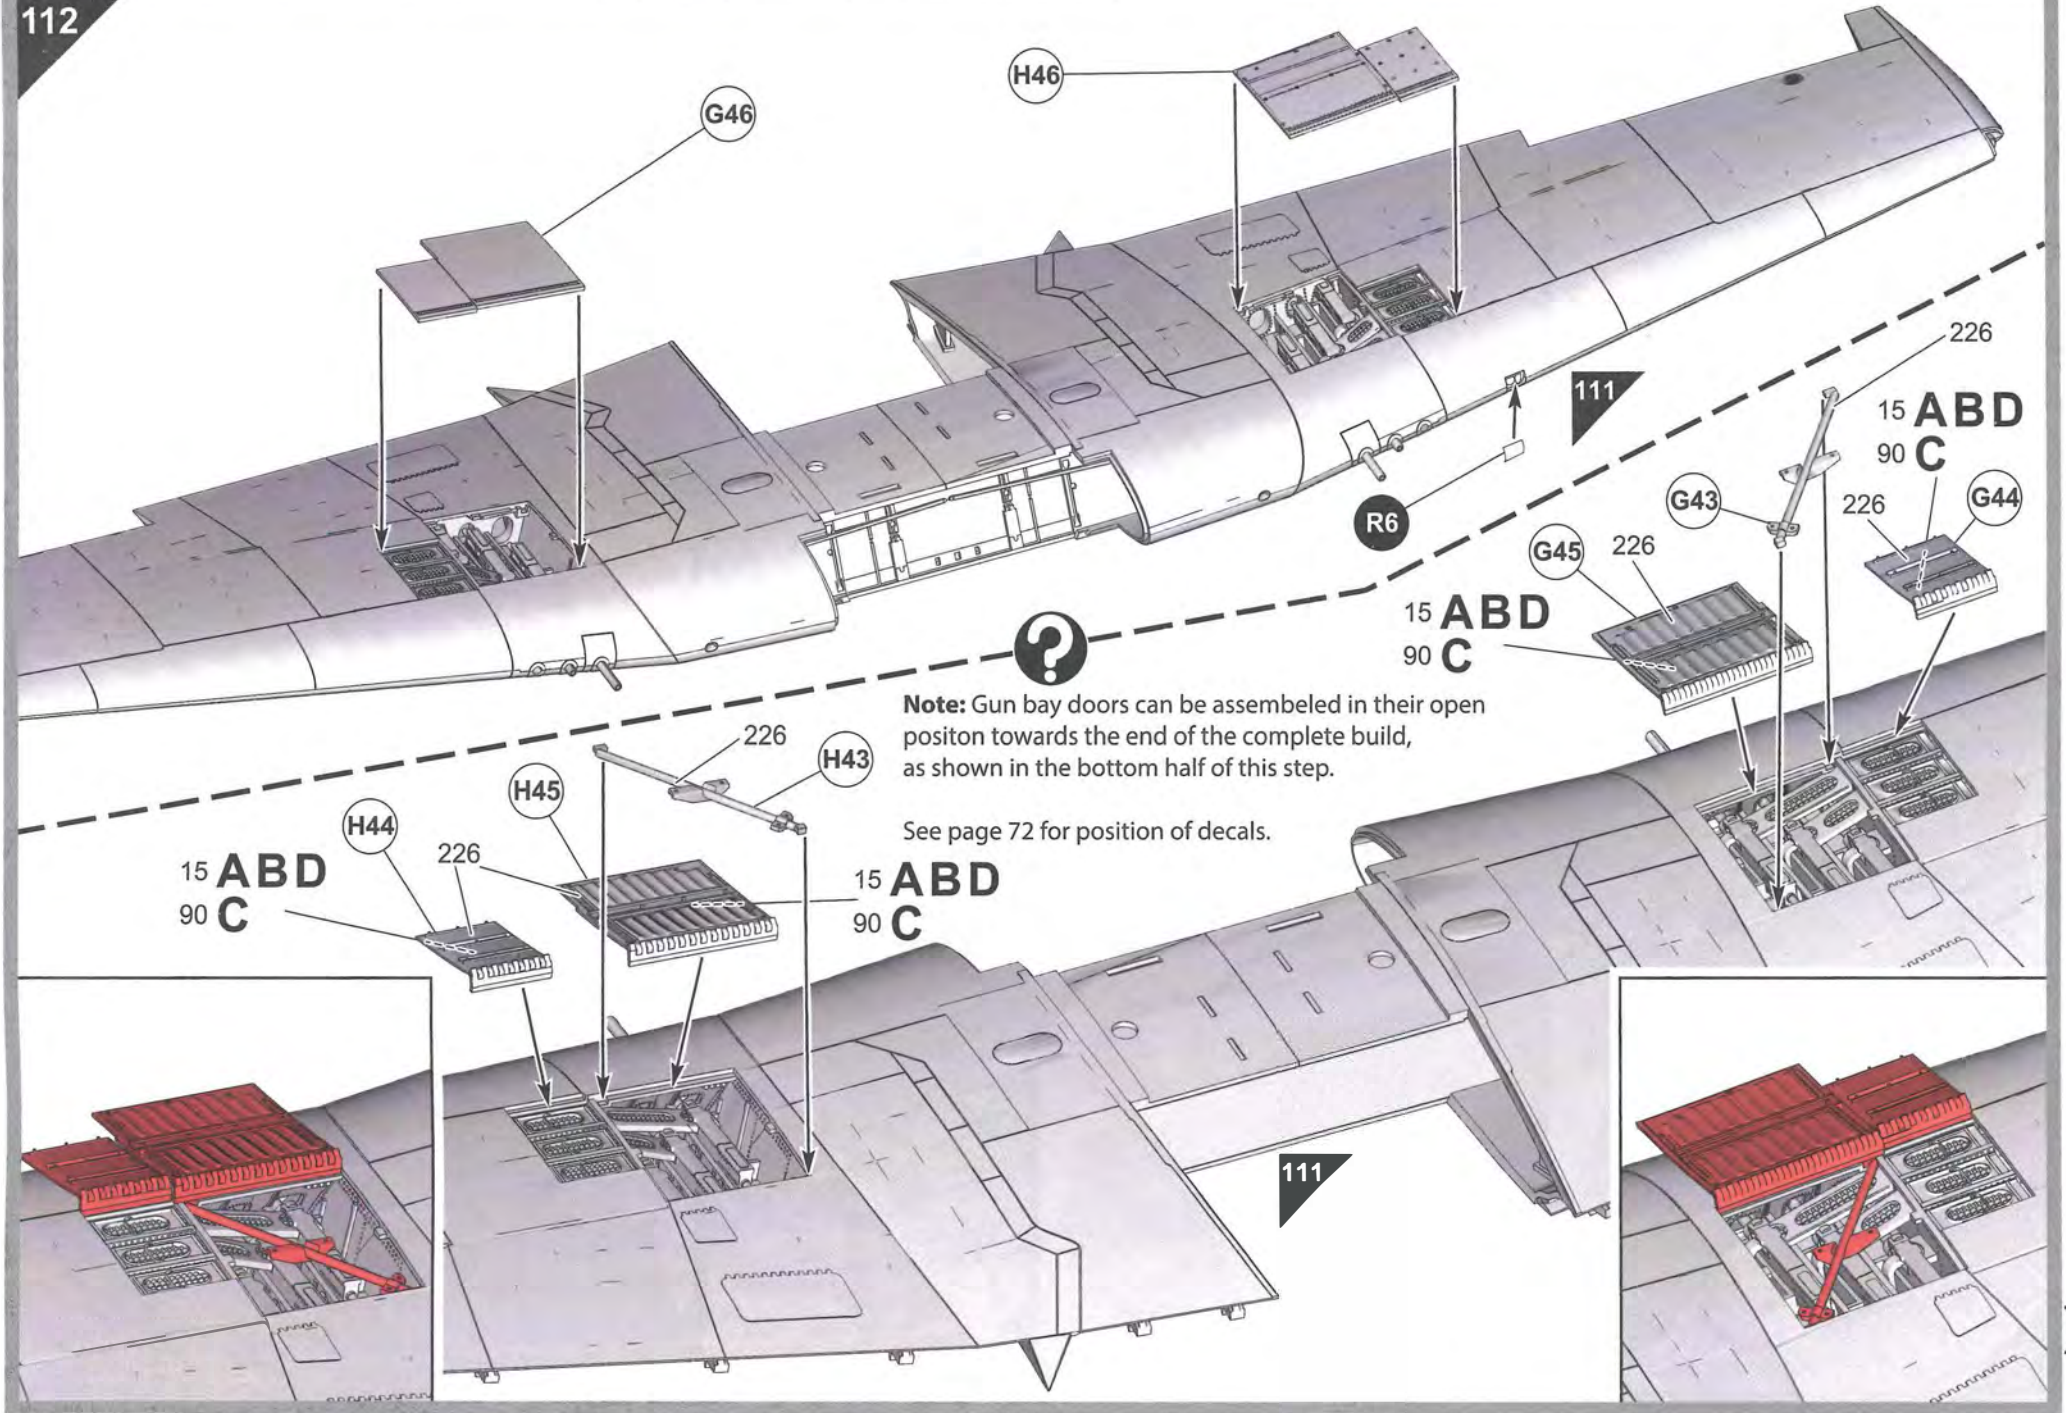 112
G46
H46
226
15 ABD
90 C
111
G43
226
G44
R6
G45
226
15 ABD
90 C
?
Note: Gun bay doors can be assembeled in their open
positon towards the end of the complete build,
as shown in the bottom half of this step.
See page 72 for position of decals.
226
H43
H45
H44
226
15 ABD
90 C
15 ABD
90 C
111